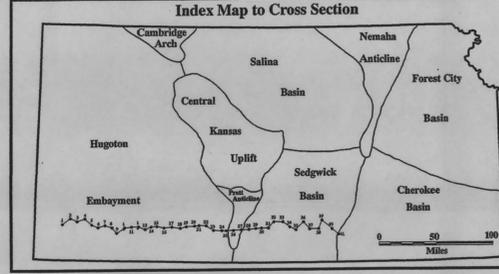 Index Map to Cross Section
Cambridge
Arch
Nemaha
Anticline
Salina
Basin
Forest City
Basin
Central
Kansas
Uplift
Hugoton
Embayment
Pratt
Anticline
Sedgwick
Basin
Cherokee
Basin
0 50 100
Miles